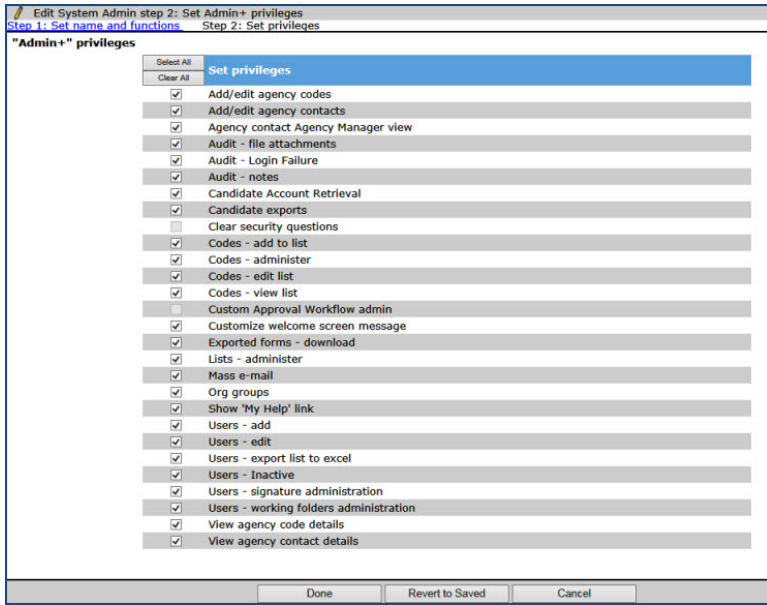 Edit System Admin step 2: Set Admin+ privileges
Step 1: Set name and functions Step 2: Set privileges
"Admin+" privileges
Select All
Clear All
Set privileges
Add/edit agency codes
Add/edit agency contacts
Agency contact Agency Manager view
Audit - file attachments
Audit - Login Failure
Audit - notes
Candidate Account Retrieval
Candidate exports
Clear security questions
Codes - add to list
Codes - administer
Codes - edit list
Codes - view list
Custom Approval Workflow admin
Customize welcome screen message
Exported forms - download
Lists - administer
Mass e-mail
Org groups
Show 'My Help' link
Users - add
Users - edit
Users - export list to excel
Users - Inactive
Users - signature administration
Users - working folders administration
View agency code details
View agency contact details
Done Revert to Saved Cancel